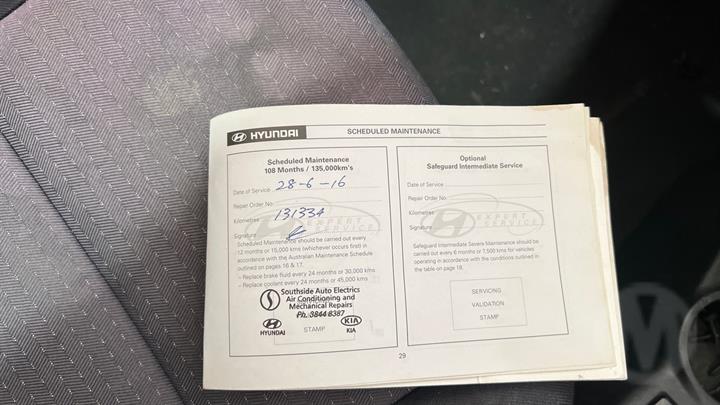 HYUNDAI
SCHEDULED MAINTENANCE
Scheduled Maintenance
108 Months / 135,000km's
Date of Service 28-6-16
Repair Order No.
Kilometres 131334
Signature
EXPERT
SERVICE
Scheduled Maintenance should be carried out every
12 months or 15,000 kms (whichever occurs first) in
accordance with the Australian Maintenance Schedule
outlined on pages 16 & 17.
- Replace brake fluid every 24 months or 30,000 kms
- Replace coolant every 24 months or 45,000 kms
Southside Auto Electrics
Air Conditioning and
Mechanical Repairs
Ph. 3844 8387
HYUNDAI
STAMP
KIA
KIA
Optional
Safeguard Intermediate Service
Date of Service
Repair Order No.
Kilometres
Signature
EXPERT
SERVICE
Safeguard Intermediate Severe Maintenance should be
carried out every 6 months or 7,500 kms for vehicles
operating in accordance with the conditions outlined in
the table on page 18.
SERVICING
VALIDATION
STAMP
29